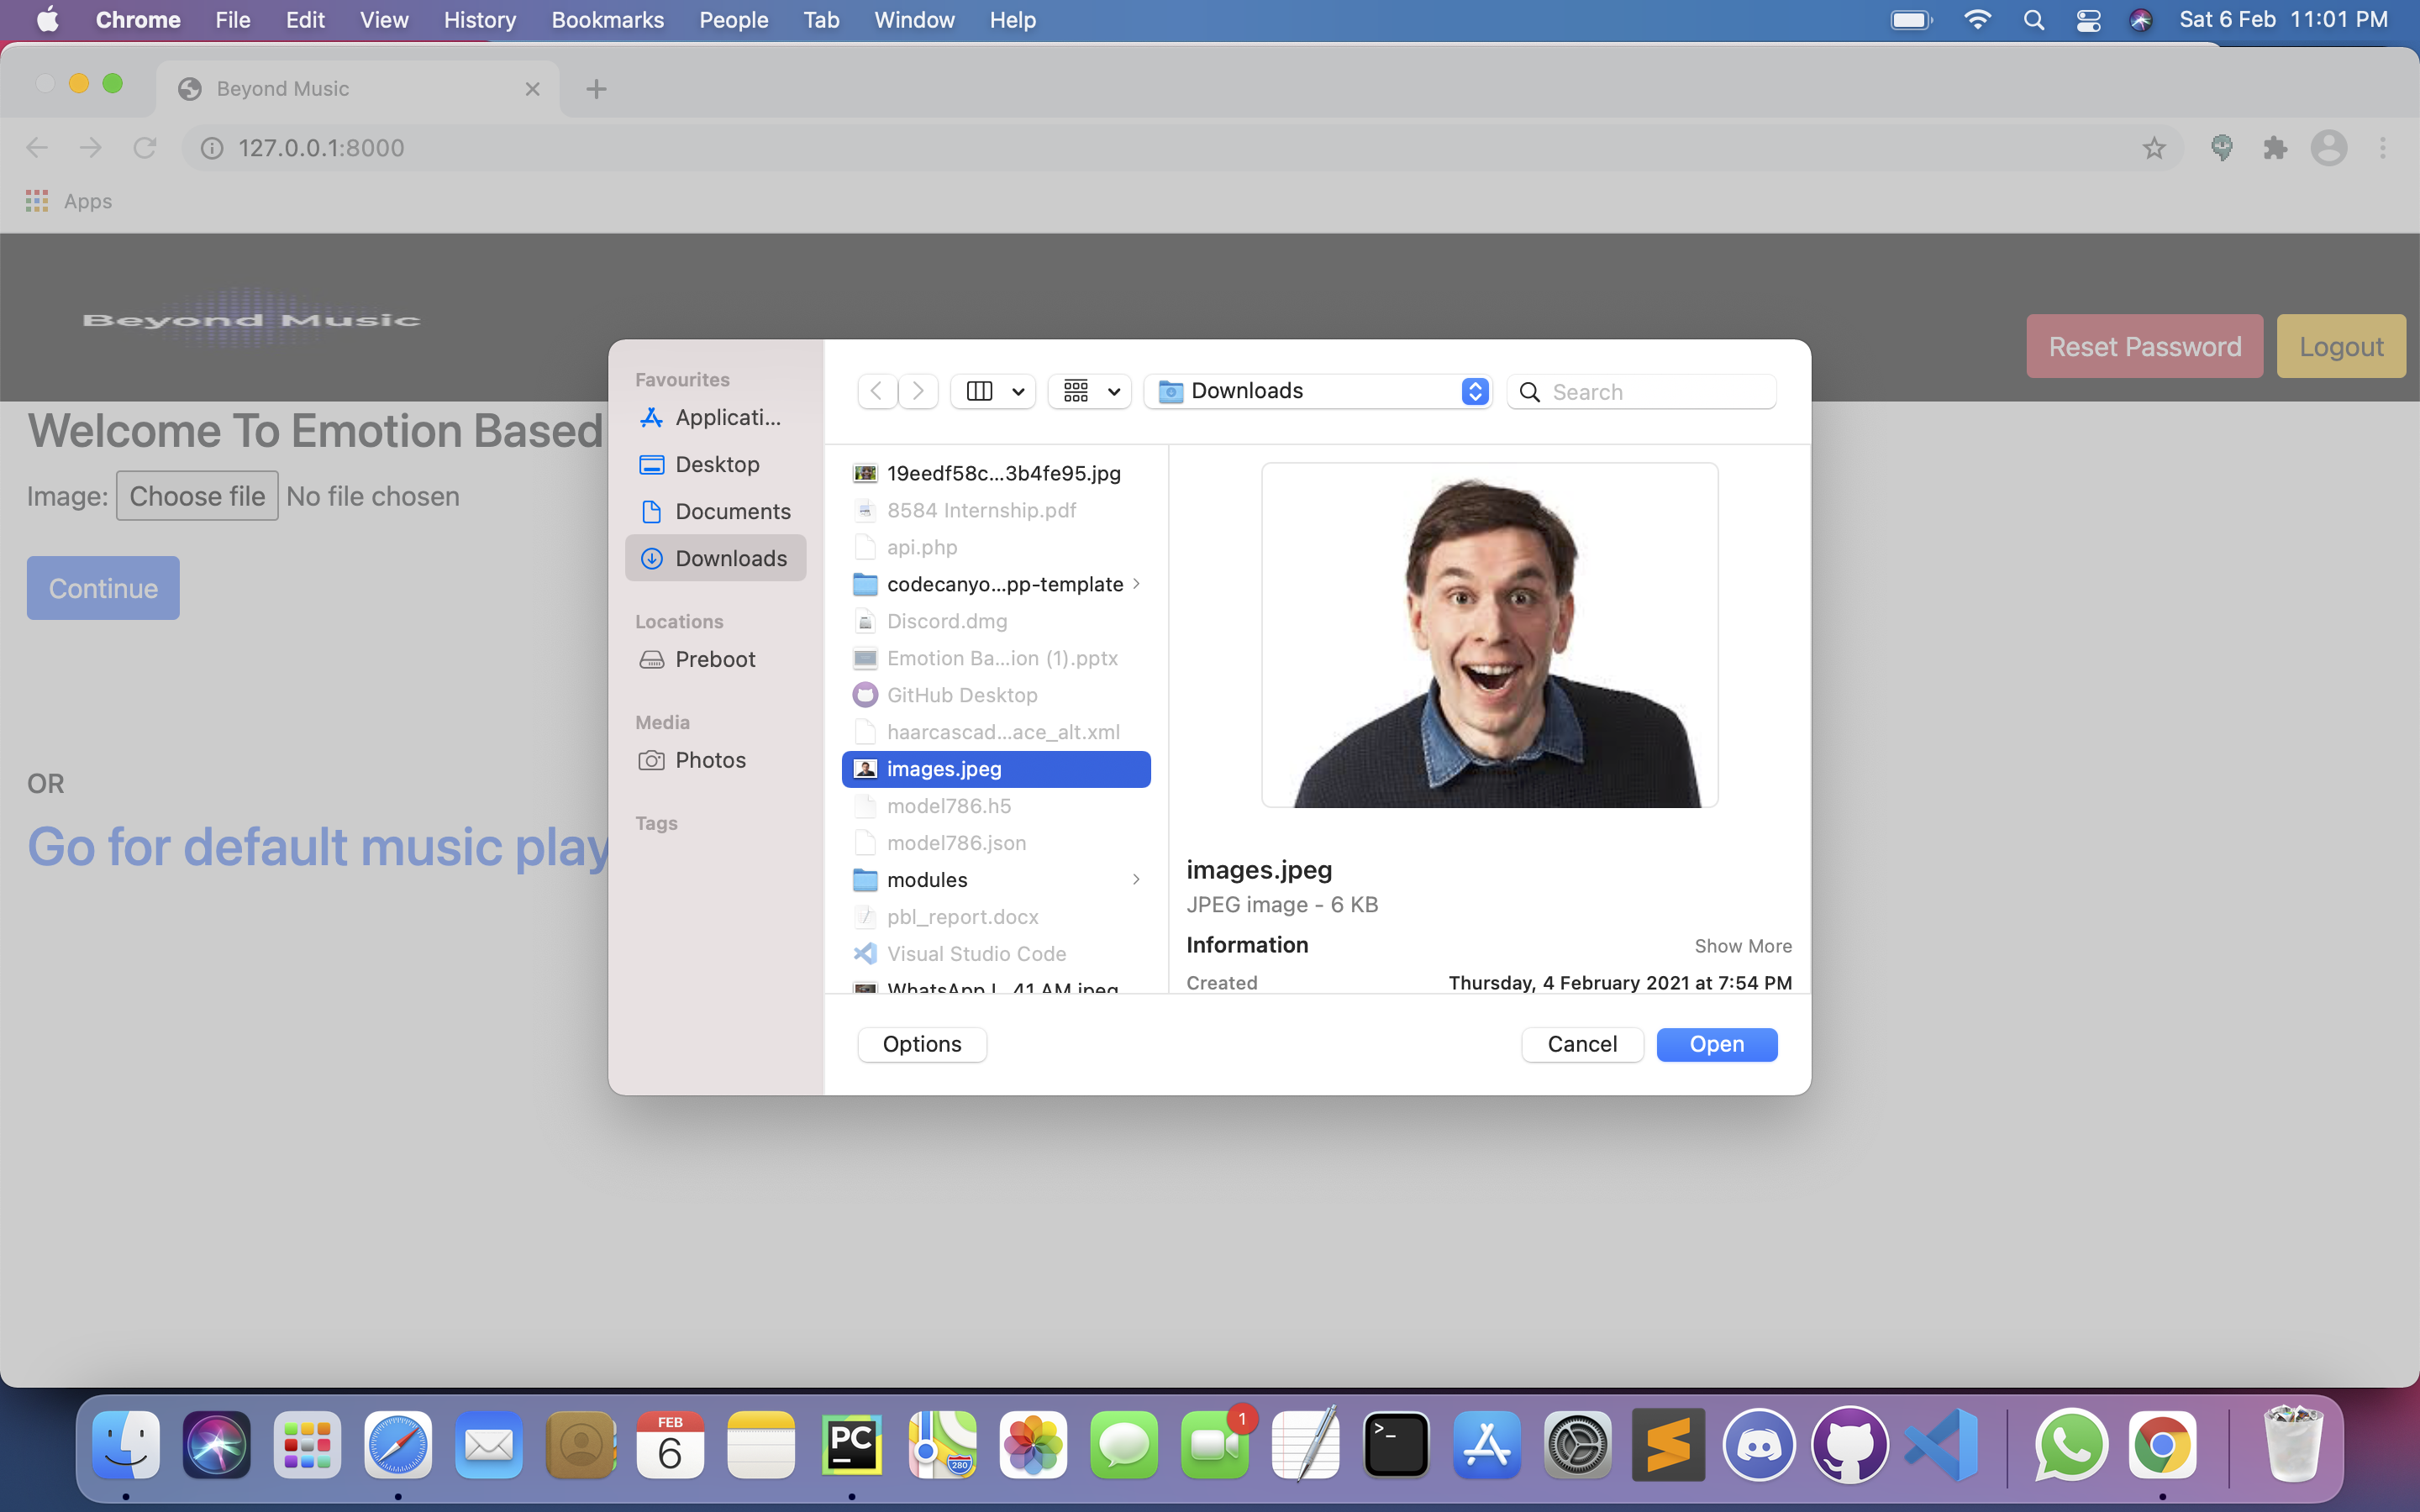 Chrome File Edit View History Bookmarks People Tab Window Help Sat 6 Feb 11:01 PM
Beyond Music
127.0.0.1:8000
Apps
Beyond Music
Reset Password Logout
Welcome To Emotion Based
Image: Choose file No file chosen
Continue
OR
Go for default music play
Favourites
Applicati...
Desktop
Documents
Downloads
Locations
Preboot
Media
Photos
Tags
Downloads
Search
19eedf58c...3b4fe95.jpg
8584 Internship.pdf
api.php
codecanyo...pp-template
Discord.dmg
Emotion Ba...ion (1).pptx
GitHub Desktop
haarcascad...ace_alt.xml
images.jpeg
model786.h5
model786.json
modules
pbl_report.docx
Visual Studio Code
WhatsApp I...41 AM.jpeg
images.jpeg
JPEG image - 6 KB
Information Show More
Created Thursday, 4 February 2021 at 7:54 PM
Options Cancel Open
FEB
6
PC
280
1
>_